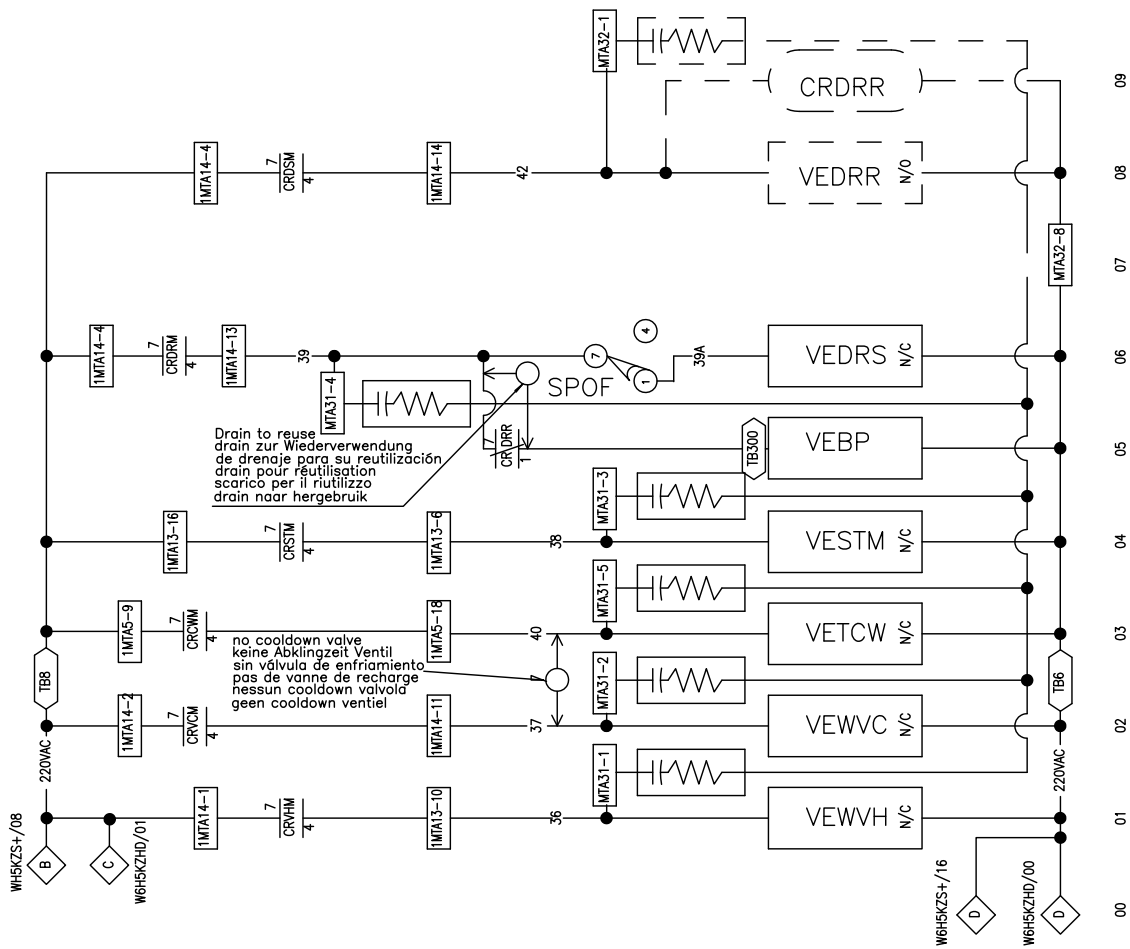 MTA32-1
CRDRR
09
1MTA14-4
7
CRDSM
4
1MTA14-14
42
VEDRR
N/O
08
MTA32-8
07
1MTA14-4
7
CRDRM
4
1MTA14-13
39
MTA31-4
SPOF
7
1
4
39A
VEDRS
N/C
06
Drain to reuse
drain zur Wiederverwendung
de drenaje para su reutilización
drain pour réutilisation
scarico per il riutilizzo
drain naar hergebruik
7
CRDRR
1
TB300
VEBP
05
1MTA13-16
7
CRSTM
4
1MTA13-6
38
MTA31-3
VESTM
N/C
04
1MTA5-9
7
CRCWM
4
1MTA5-18
40
MTA31-5
VETCW
N/C
03
TB8
no cooldown valve
keine Abklingzeit Ventil
sin válvula de enfriamiento
pas de vanne de recharge
nessun cooldown valvola
geen cooldown ventiel
7
TB6
1MTA14-2
7
CRVCM
4
1MTA14-11
37
MTA31-2
VEWVC
N/C
02
220VAC
220VAC
1MTA14-1
7
CRVHM
4
1MTA13-10
36
MTA31-1
VEWVH
N/C
01
WH5KZS+/08
B
C
W6H5KZHD/01
W6H5KZS+/16
D
W6H5KZHD/00
D
00